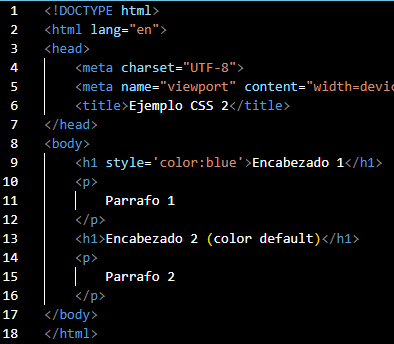 1 <!DOCTYPE html>
2 <html lang="en">
3 <head>
4 <meta charset="UTF-8">
5 <meta name="viewport" content="width=devic
6 <title>Ejemplo CSS 2</title>
7 </head>
8 <body>
9 <h1 style='color:blue'>Encabezado 1</h1>
10 <p>
11 Parrafo 1
12 </p>
13 <h1>Encabezado 2 (color default)</h1>
14 <p>
15 Parrafo 2
16 </p>
17 </body>
18 </html>